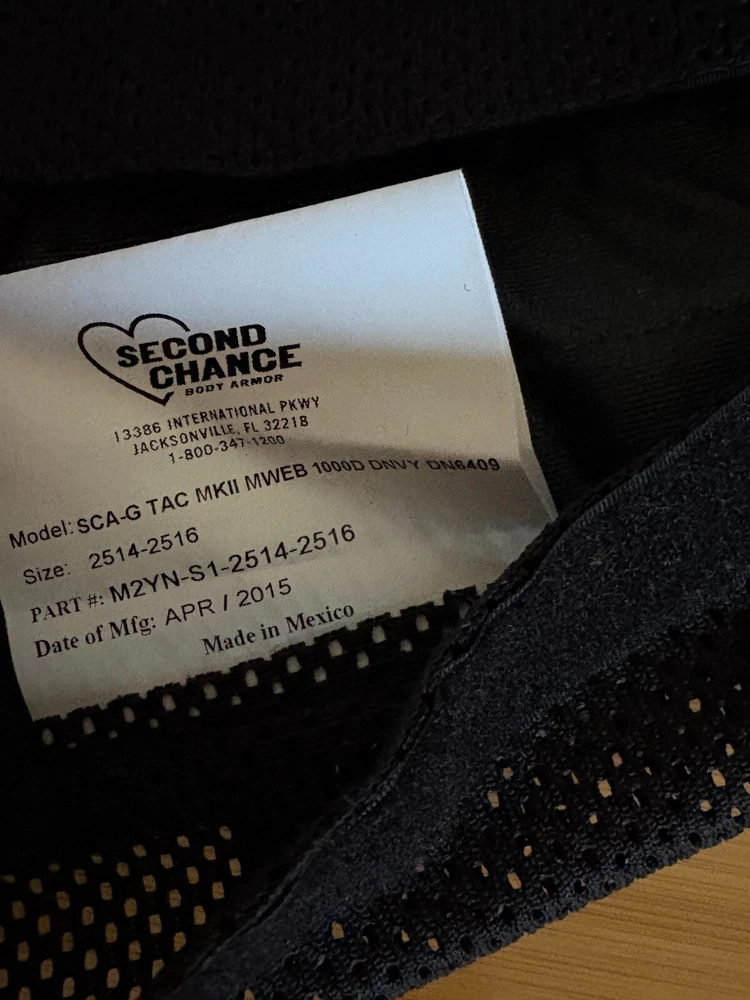 SECOND
CHANCE
BODY ARMOR
13386 INTERNATIONAL PKWY
JACKSONVILLE, FL 32218
1-800-347-1200
Model: SCA-G TAC MKII MWEB 1000D DNVY DN6409
Size: 2514-2516
PART #: M2YN-S1-2514-2516
Date of Mfg: APR / 2015
Made in Mexico